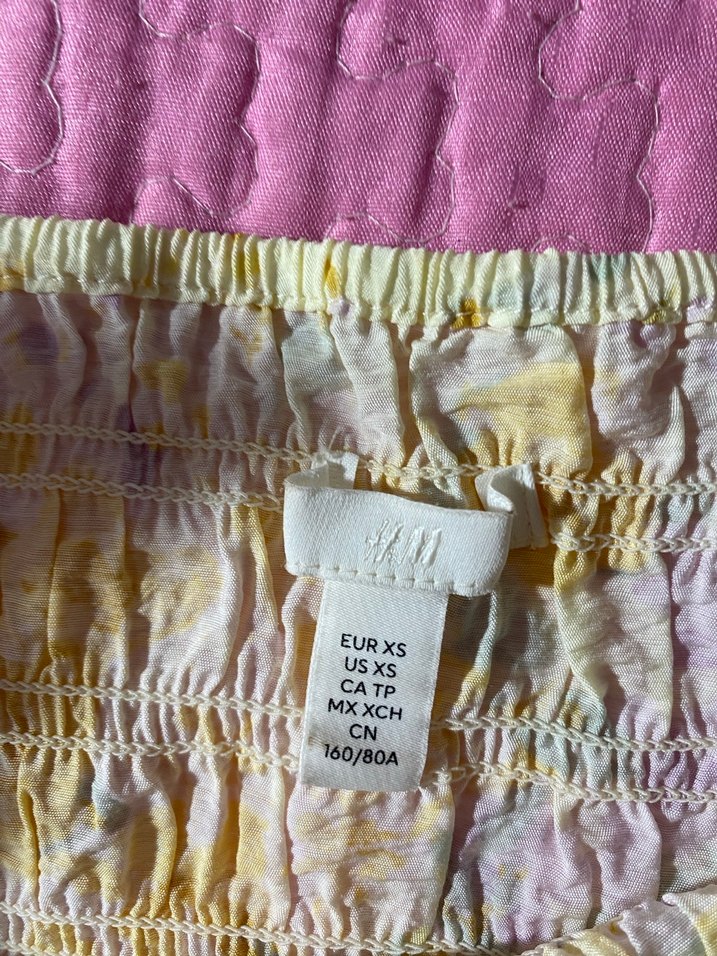 H&M
EUR XS
US XS
CA TP
MX XCH
CN
160/80A